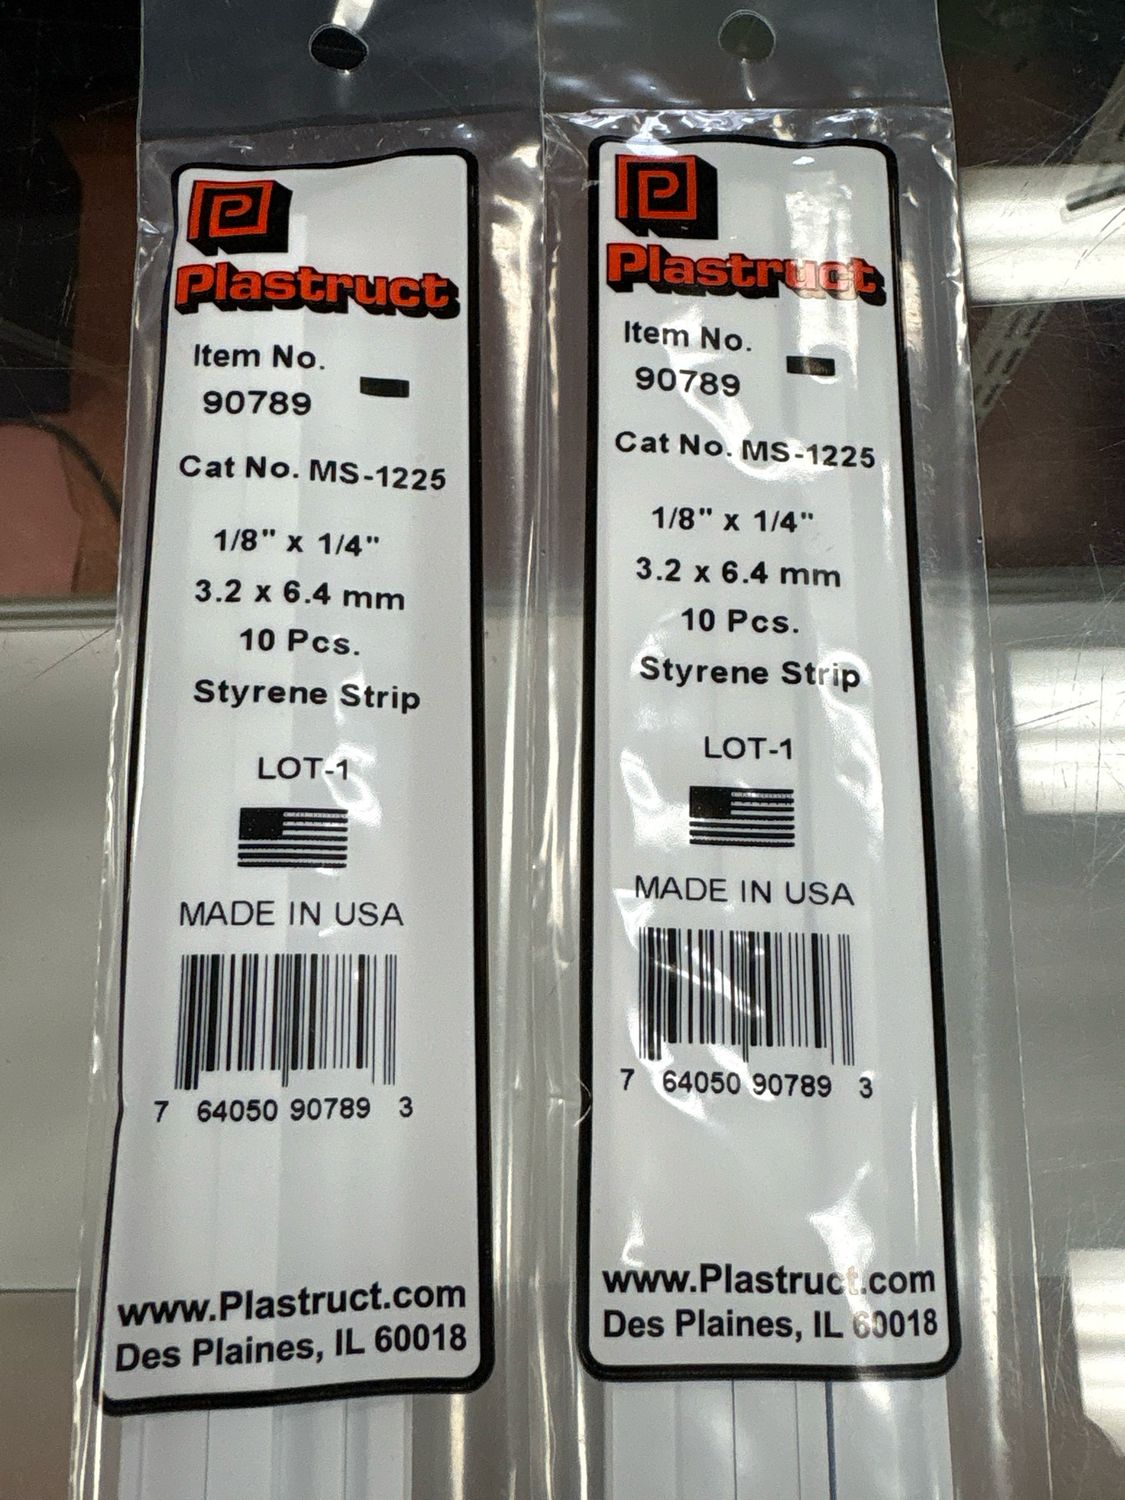 Plastruct
Item No.
90789
Cat No. MS-1225
1/8" x 1/4"
3.2 x 6.4 mm
10 Pcs.
Styrene Strip
LOT-1
MADE IN USA
7 64050 90789 3
www.Plastruct.com
Des Plaines, IL 60018
Plastruct
Item No.
90789
Cat No. MS-1225
1/8" x 1/4"
3.2 x 6.4 mm
10 Pcs.
Styrene Strip
LOT-1
MADE IN USA
7 64050 90789 3
www.Plastruct.com
Des Plaines, IL 60018